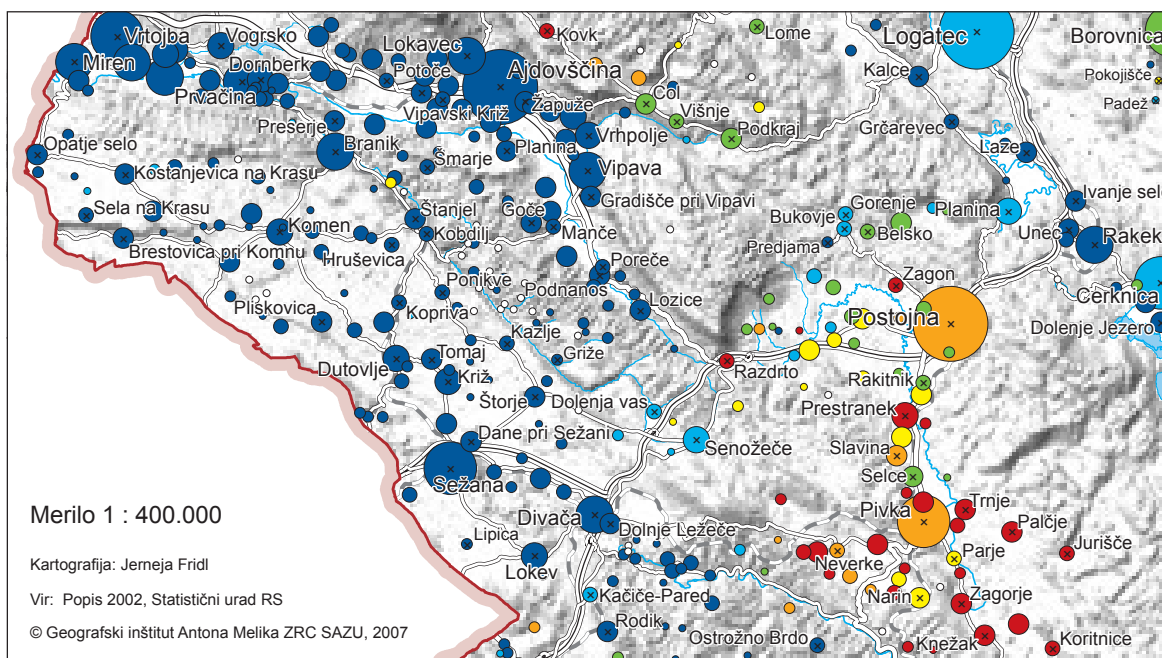 Kovk
Lome
Logatec
Borovnica
Vrtojba
Vogrsko
Lokavec
Miren
Dornberk
Potoče
Ajdovščina
Kalce
Pokojišče
Prvačina
Vipavski Križ
Žapuže
Col
Višnje
Padež
Preserje
Podkraj
Grčarevec
Branik
Planina
Vrhpolje
Laže
Opatje selo
Šmarje
Vipava
Kostanjevica na Krasu
Ivanje selo
Gradišče pri Vipavi
Gorenje
Planina
Sela na Krasu
Štanjel
Goče
Bukovje
Belsko
Unec
Komen
Kobdilj
Manče
Predjama
Rakek
Brestovica pri Komnu
Hruševica
Poreče
Zagon
Ponikve
Podnanos
Cerknica
Pliskovica
Kopriva
Lozice
Postojna
Dolenje Jezero
Kazlje
Griže
Tomaj
Razdrto
Dutovlje
Križ
Rakitnik
Štorje
Dolenja vas
Prestranek
Dane pri Sežani
Senožeče
Slavina
Sežana
Selce
Merilo 1 : 400.000
Divača
Pivka
Trnje
Dolnje Ležeče
Palčje
Lipica
Jurišče
Kartografija: Jerneja Fridl
Lokev
Neverke
Parje
Vir: Popis 2002, Statistični urad RS
Kačiče-Pared
Narin
Zagorje
© Geografski inštitut Antona Melika ZRC SAZU, 2007
Rodik
Ostrožno Brdo
Knežak
Koritnice